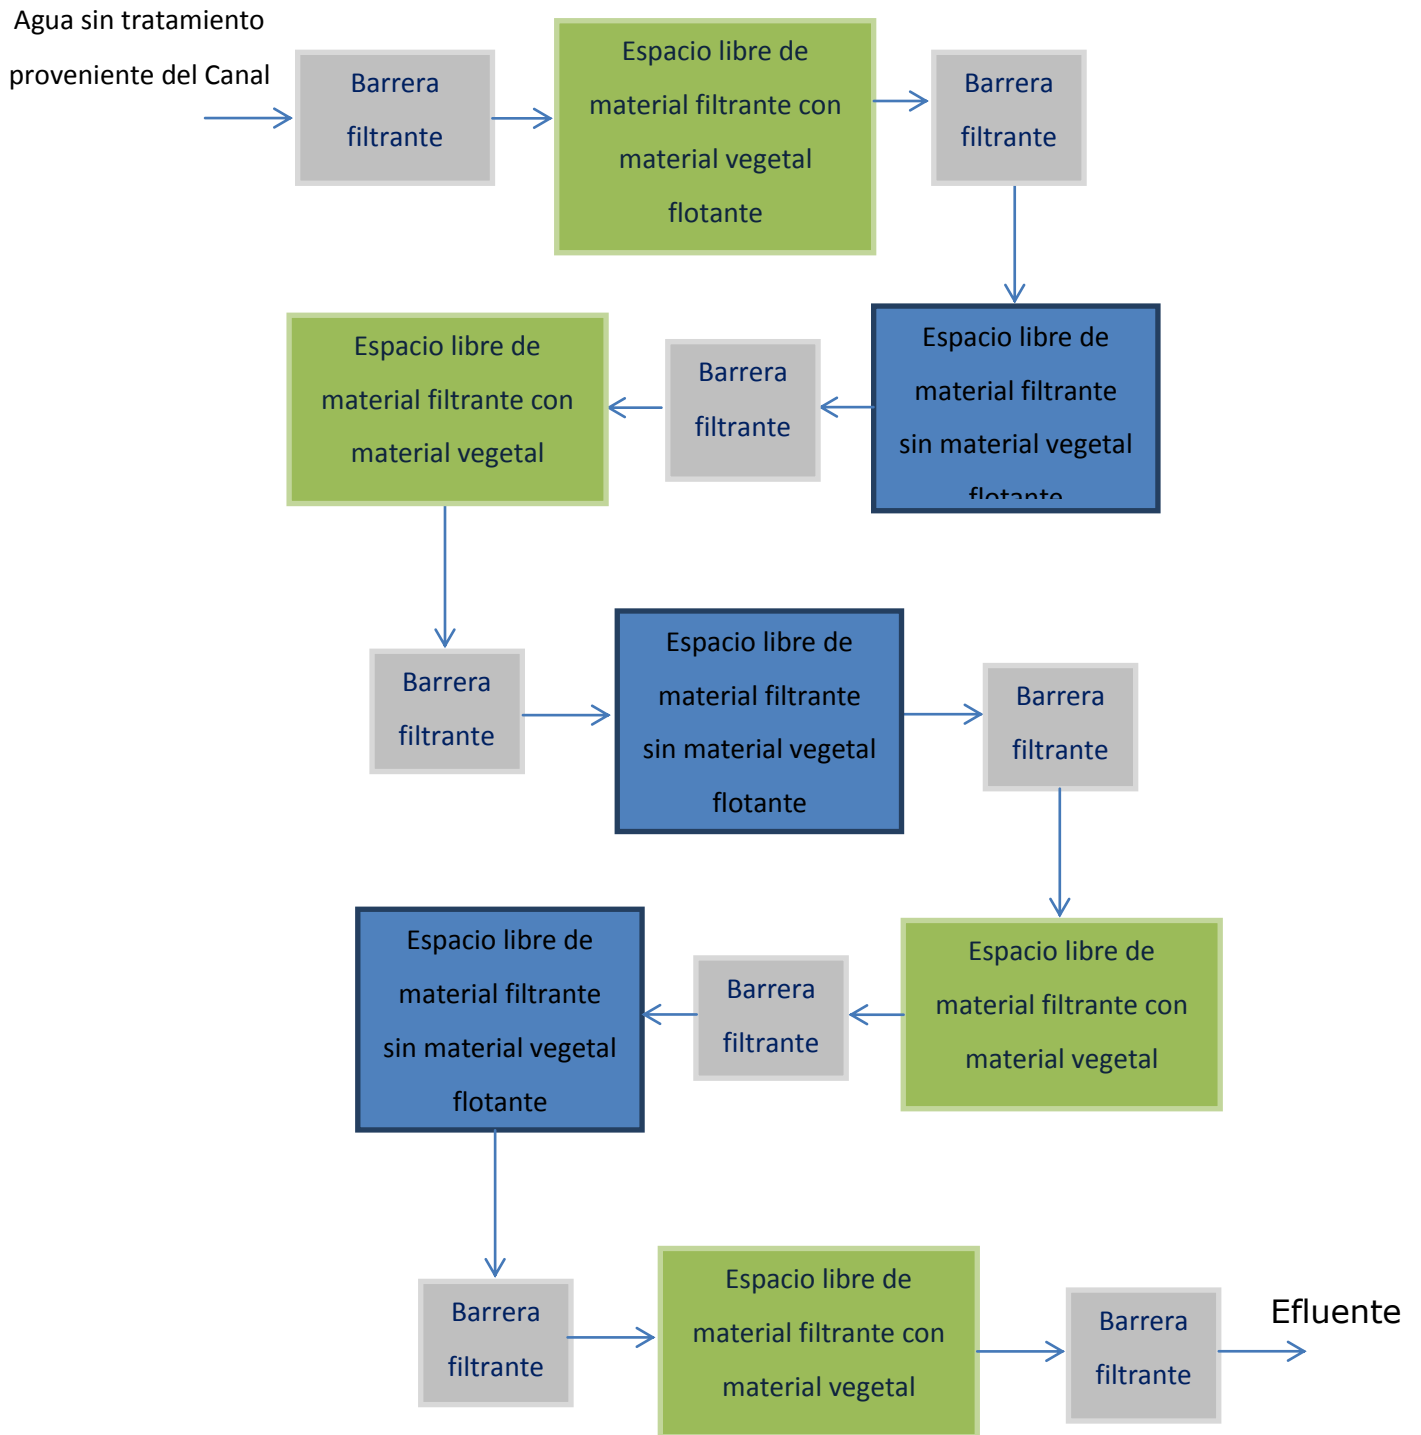 Agua sin tratamiento
proveniente del Canal
Barrera
filtrante
Espacio libre de
material filtrante con
material vegetal
flotante
Barrera
filtrante
Espacio libre de
material filtrante
sin material vegetal
flotante
Barrera
filtrante
Espacio libre de
material filtrante con
material vegetal
Barrera
filtrante
Espacio libre de
material filtrante
sin material vegetal
flotante
Barrera
filtrante
Espacio libre de
material filtrante con
material vegetal
Barrera
filtrante
Espacio libre de
material filtrante
sin material vegetal
flotante
Barrera
filtrante
Espacio libre de
material filtrante con
material vegetal
Barrera
filtrante
Efluente